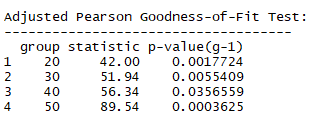 Adjusted Pearson Goodness-of-Fit Test:
------------------------------------
group statistic p-value(g-1)
1 20 42.00 0.0017724
2 30 51.94 0.0055409
3 40 56.34 0.0356559
4 50 89.54 0.0003625